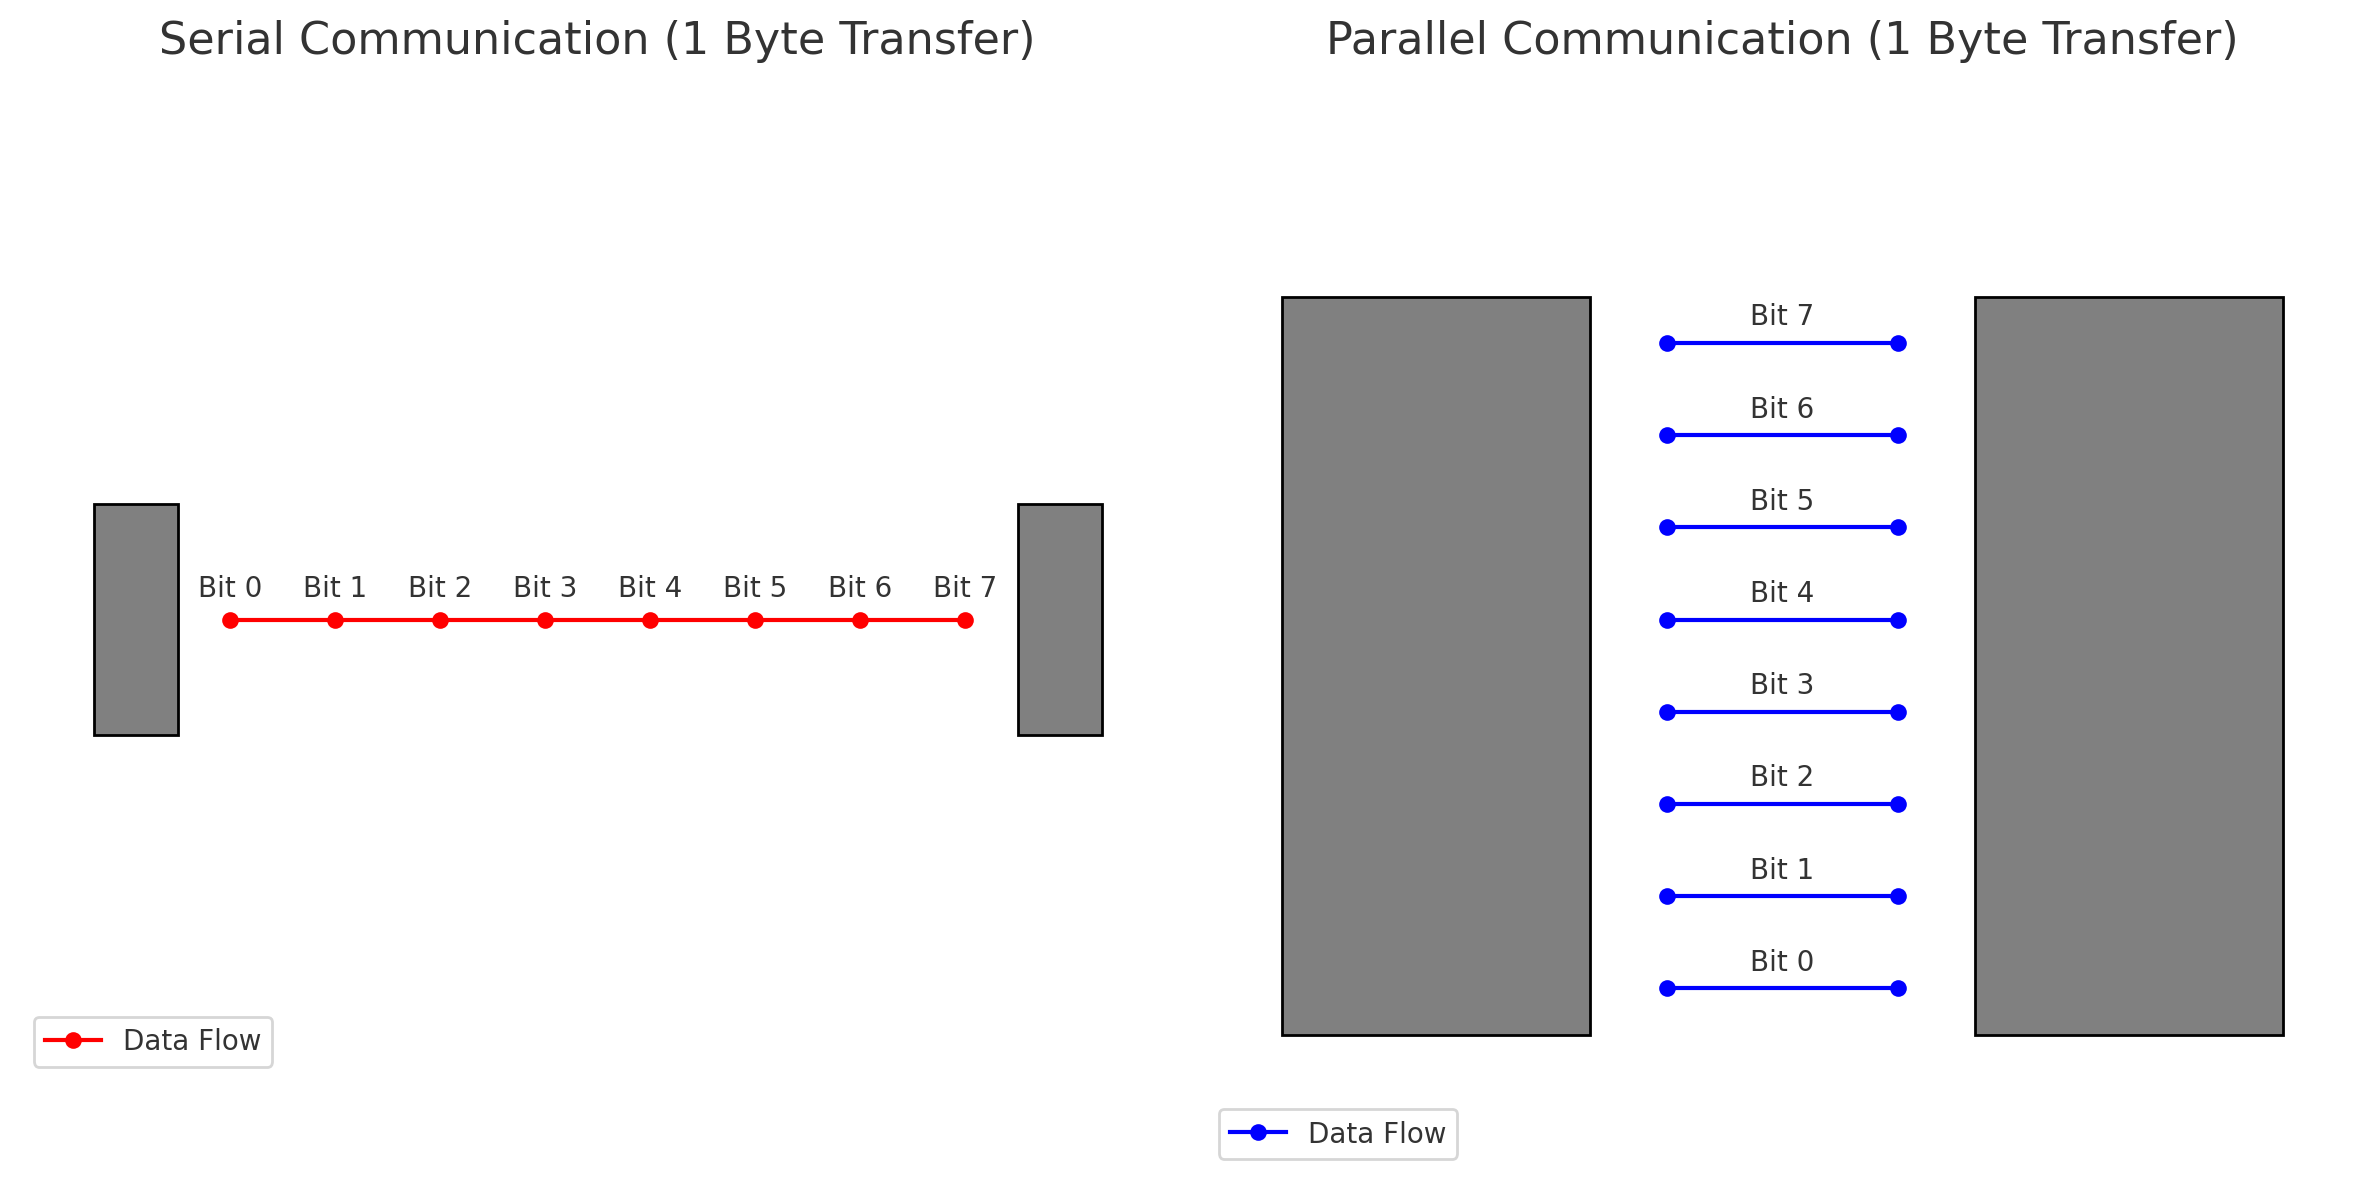 Serial Communication (1 Byte Transfer)
Bit 0 Bit 1 Bit 2 Bit 3 Bit 4 Bit 5 Bit 6 Bit 7
Data Flow
Parallel Communication (1 Byte Transfer)
Bit 7
Bit 6
Bit 5
Bit 4
Bit 3
Bit 2
Bit 1
Bit 0
Data Flow